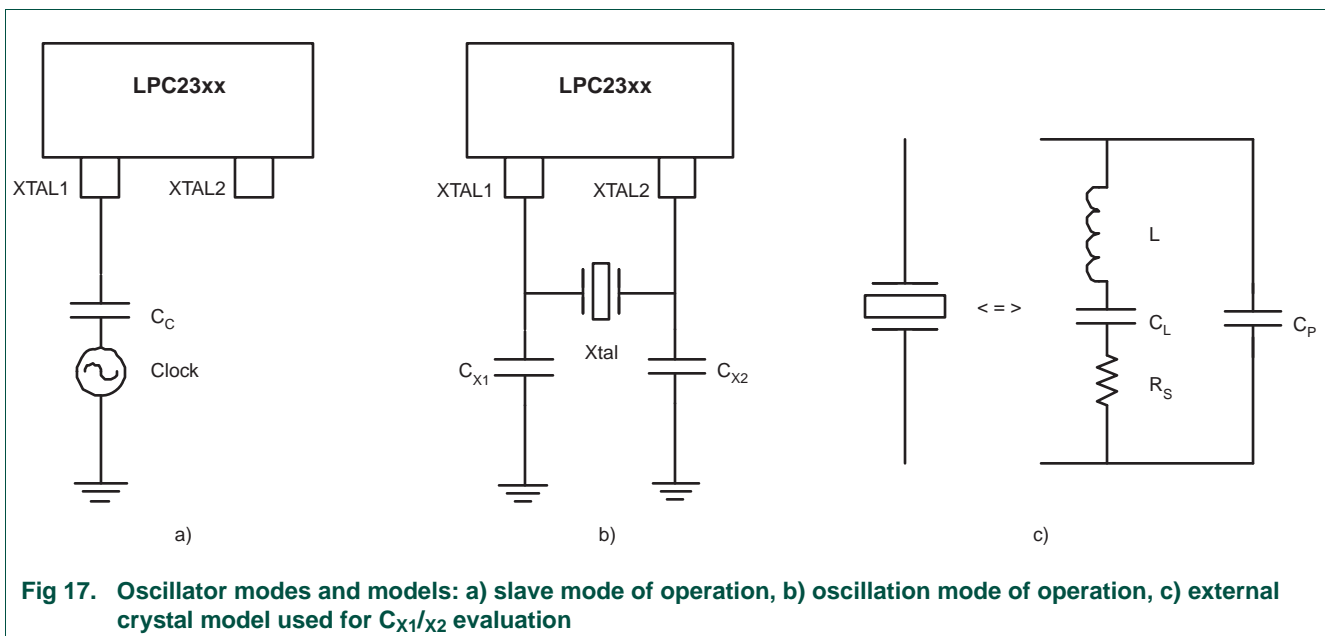 LPC23xx
LPC23xx
XTAL1
XTAL2
XTAL1
XTAL2
L
< = >
C_C
C_L
C_P
Clock
Xtal
C_X1
C_X2
R_S
a)
b)
c)
Fig 17. Oscillator modes and models: a) slave mode of operation, b) oscillation mode of operation, c) external
crystal model used for C_X1/X2 evaluation